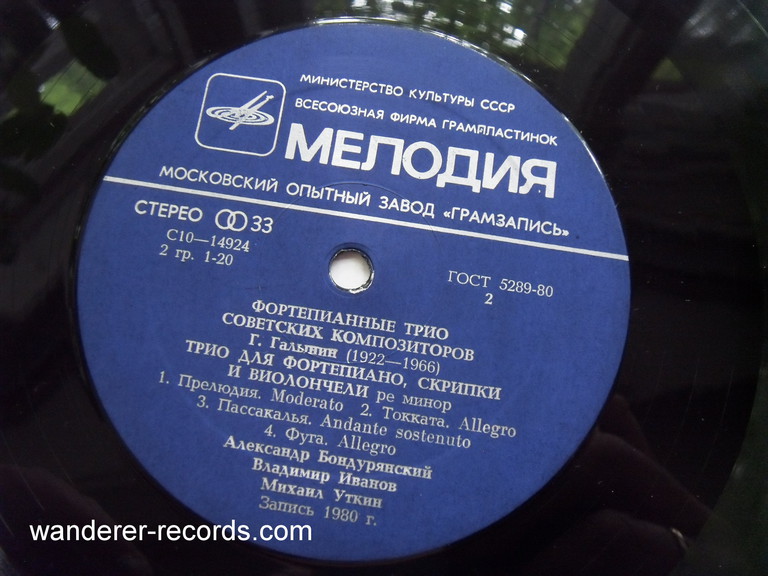 МИНИСТЕРСТВО КУЛЬТУРЫ СССР
ВСЕСОЮЗНАЯ ФИРМА ГРАМПЛАСТИНОК
МЕЛОДИЯ
МОСКОВСКИЙ ОПЫТНЫЙ ЗАВОД «ГРАМЗАПИСЬ»
СТЕРЕО 33
С10—14924
2 гр. 1-20
ГОСТ 5289-80
2
ФОРТЕПИАННЫЕ ТРИО
СОВЕТСКИХ КОМПОЗИТОРОВ
Г. Галынин (1922—1966)
ТРИО ДЛЯ ФОРТЕПИАНО, СКРИПКИ
И ВИОЛОНЧЕЛИ ре минор
1. Прелюдия. Moderato 2. Токката. Allegro
3. Пассакалья. Andante sostenuto
4. Фуга. Allegro
Александр Бондурянский
Владимир Иванов
Михаил Уткин
Запись 1980 г.
wanderer-records.com